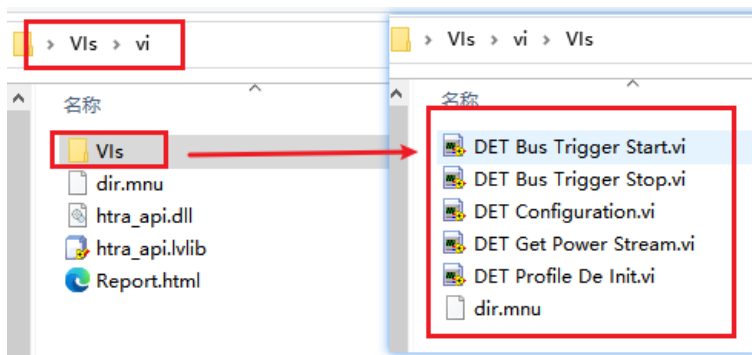 › VIs › vi
名称
VIs
dir.mnu
htra_api.dll
htra_api.lvlib
Report.html
› VIs › vi › VIs
名称
DET Bus Trigger Start.vi
DET Bus Trigger Stop.vi
DET Configuration.vi
DET Get Power Stream.vi
DET Profile De Init.vi
dir.mnu